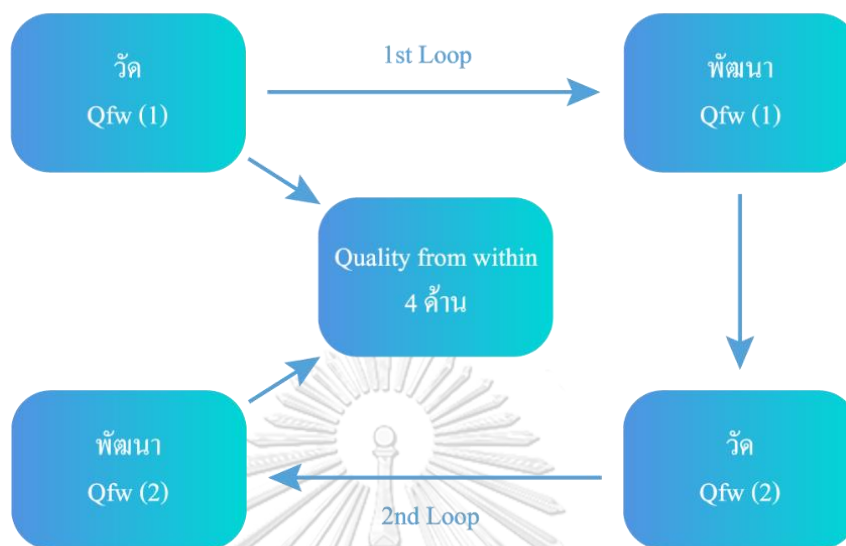 วัด
Qfw (1)
1st Loop
พัฒนา
Qfw (1)
Quality from within
4 ด้าน
พัฒนา
Qfw (2)
2nd Loop
วัด
Qfw (2)